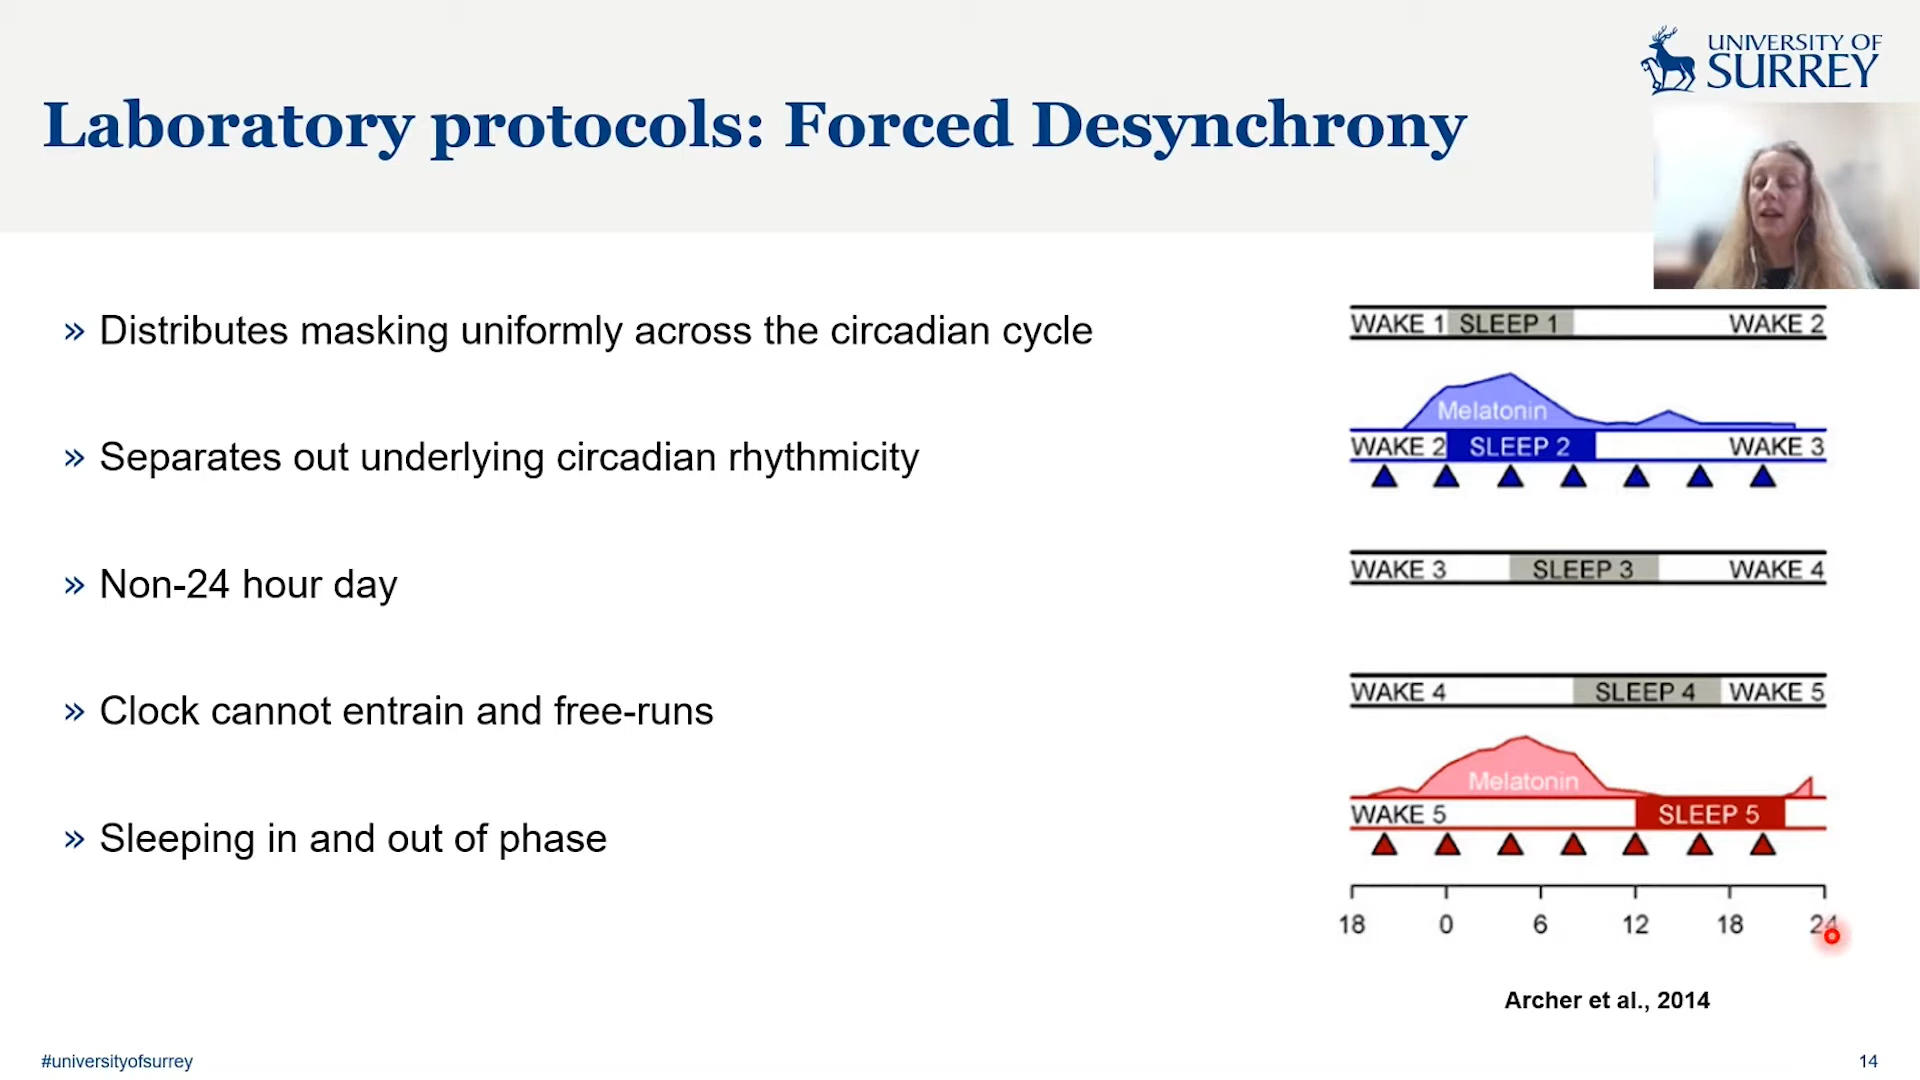 UNIVERSITY OF
SURREY
Laboratory protocols: Forced Desynchrony
» Distributes masking uniformly across the circadian cycle
» Separates out underlying circadian rhythmicity
» Non-24 hour day
» Clock cannot entrain and free-runs
» Sleeping in and out of phase
WAKE 1 SLEEP 1 WAKE 2
Melatonin
WAKE 2 SLEEP 2 WAKE 3
WAKE 3 SLEEP 3 WAKE 4
WAKE 4 SLEEP 4 WAKE 5
Melatonin
WAKE 5 SLEEP 5
18 0 6 12 18 24
Archer et al., 2014
#universityofsurrey
14